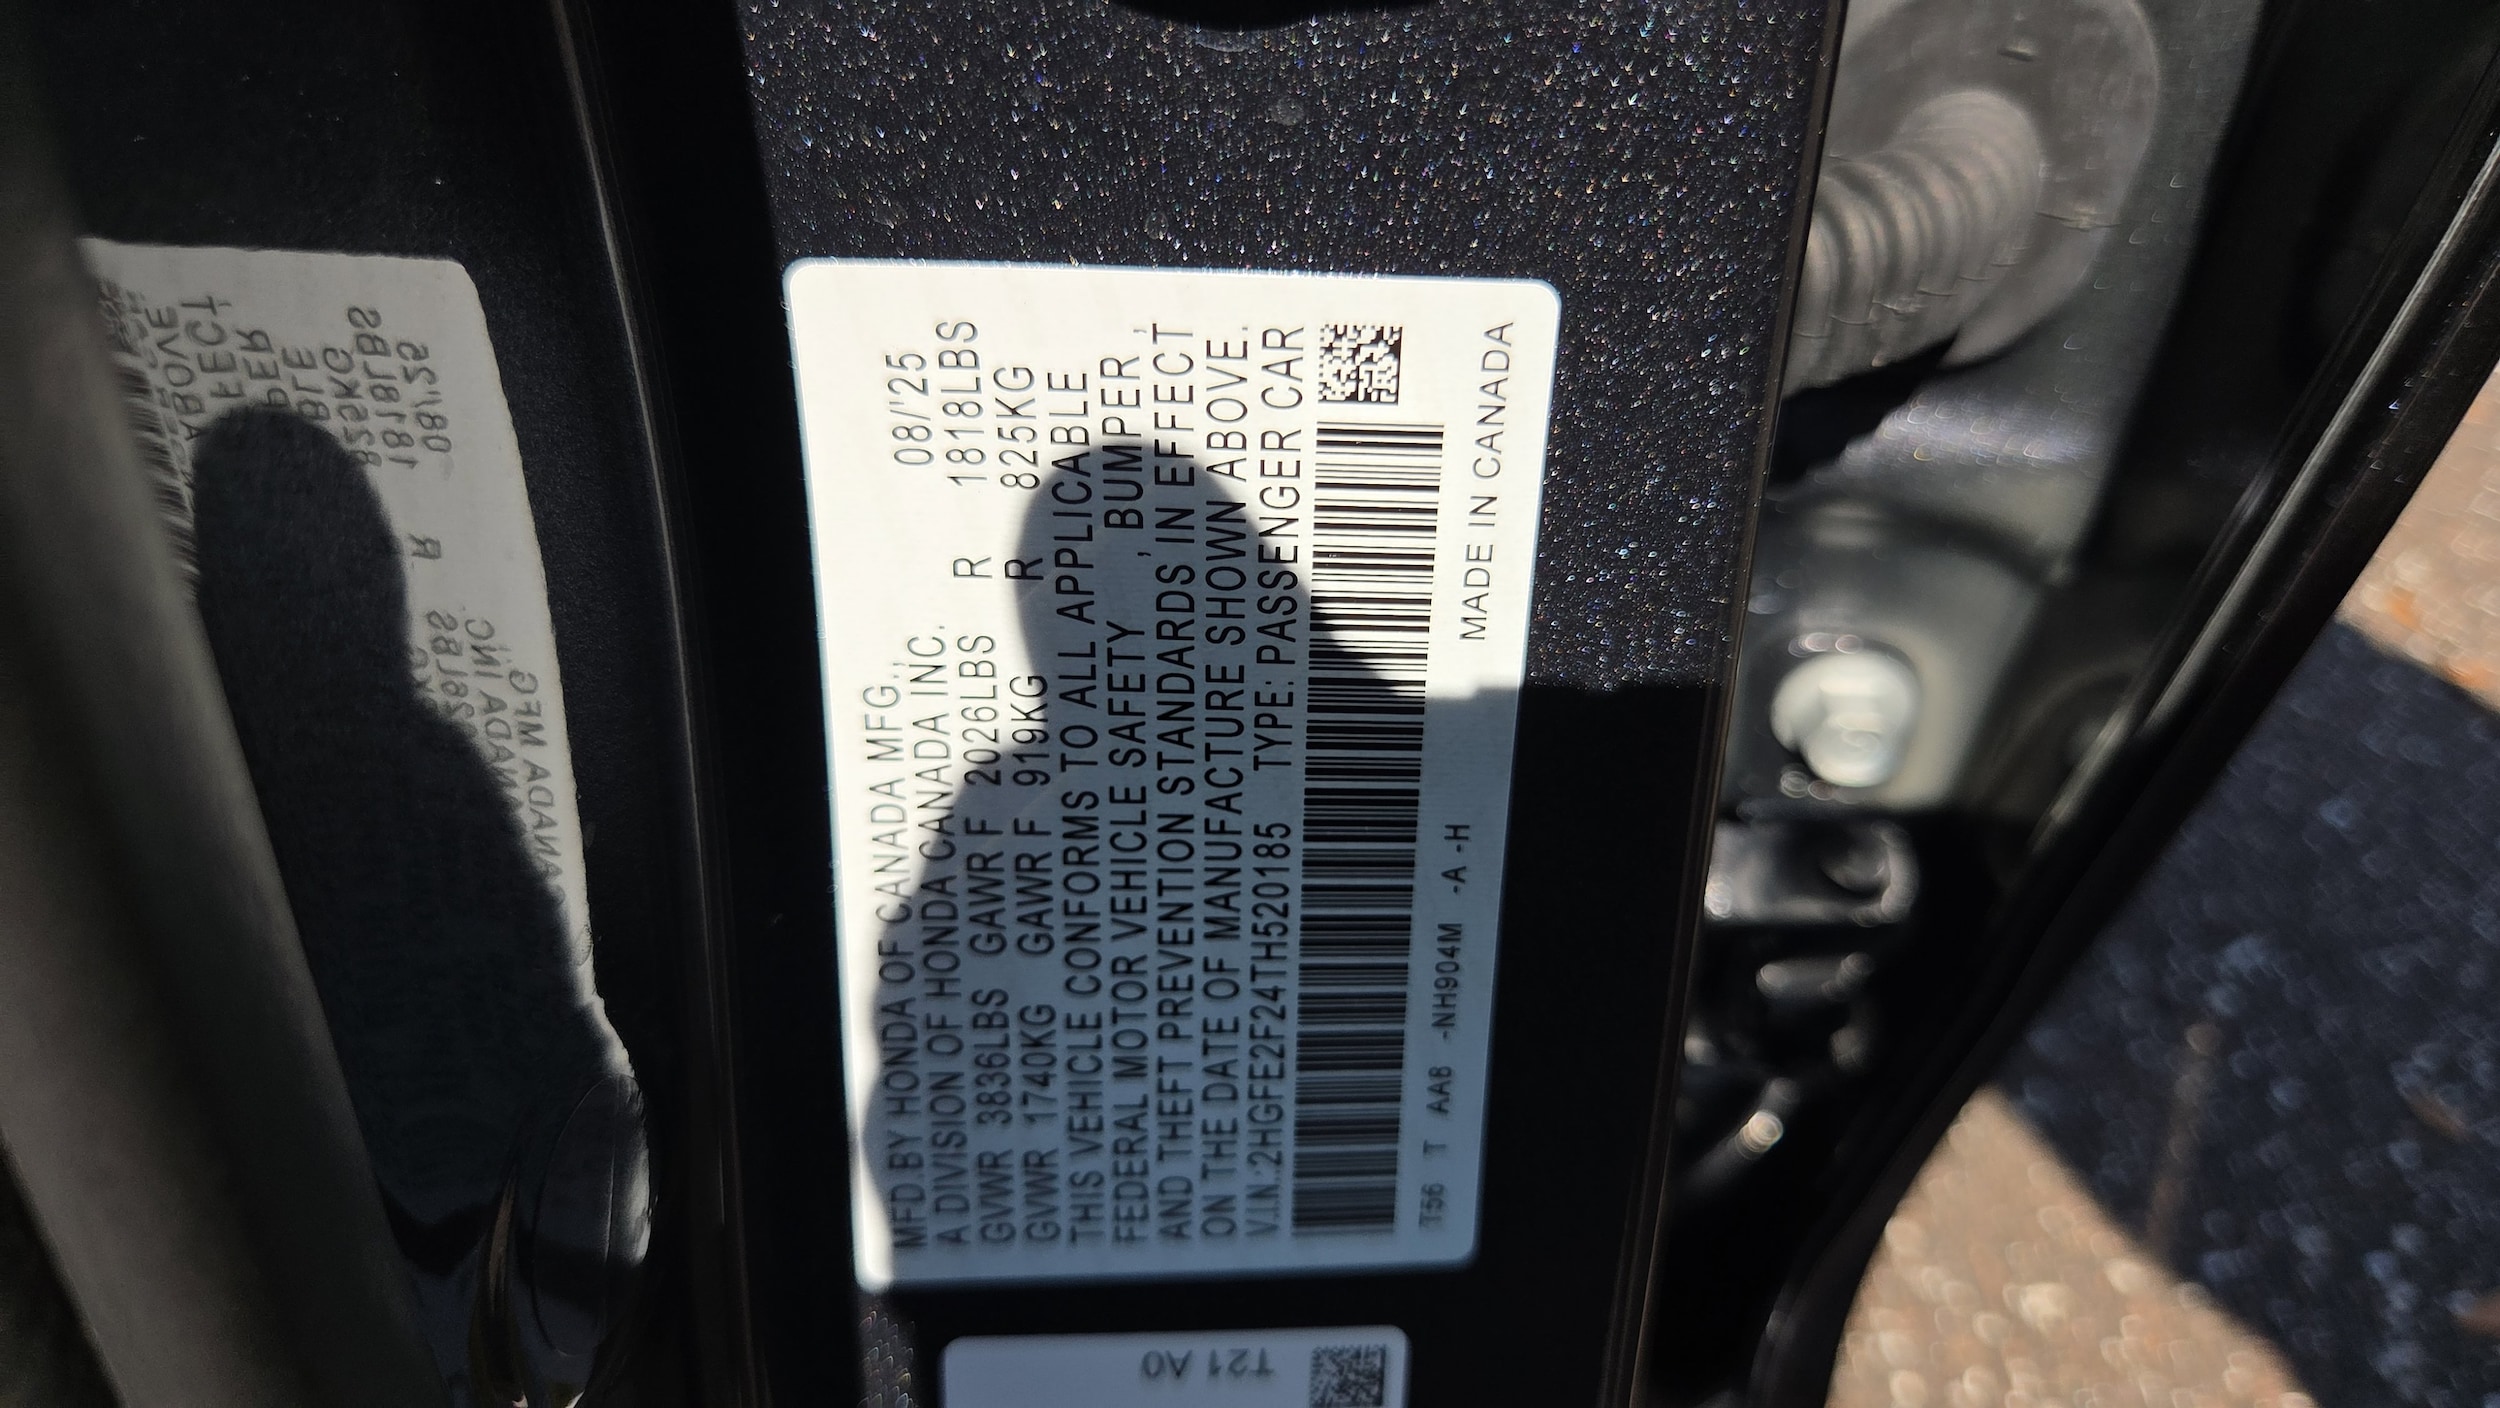 MFD.BY HONDA OF CANADA MFG.,
A DIVISION OF HONDA CANADA INC. 08/'25
GVWR 3836LBS GAWR F 2026LBS R 1818LBS
GVWR 1740KG GAWR F 919KG R 825KG
THIS VEHICLE CONFORMS TO ALL APPLICABLE
FEDERAL MOTOR VEHICLE SAFETY , BUMPER ,
AND THEFT PREVENTION STANDARDS IN EFFECT
ON THE DATE OF MANUFACTURE SHOWN ABOVE.
V.I.N.:2HGFE2F24TH520185 TYPE: PASSENGER CAR
T56 T AA8 -NH904M -A -H MADE IN CANADA
T21 A0